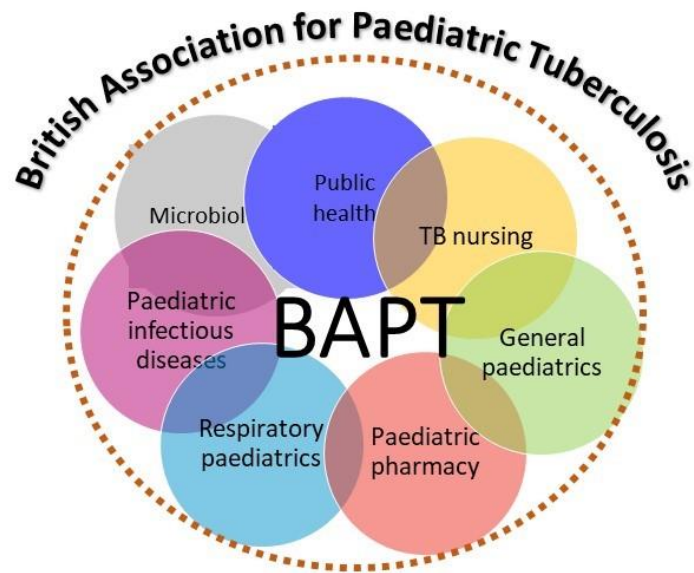 British Association for Paediatric Tuberculosis
Public
health
Microbiol
TB nursing
Paediatric
infectious
diseases
BAPT
General
paediatrics
Respiratory
paediatrics
Paediatric
pharmacy